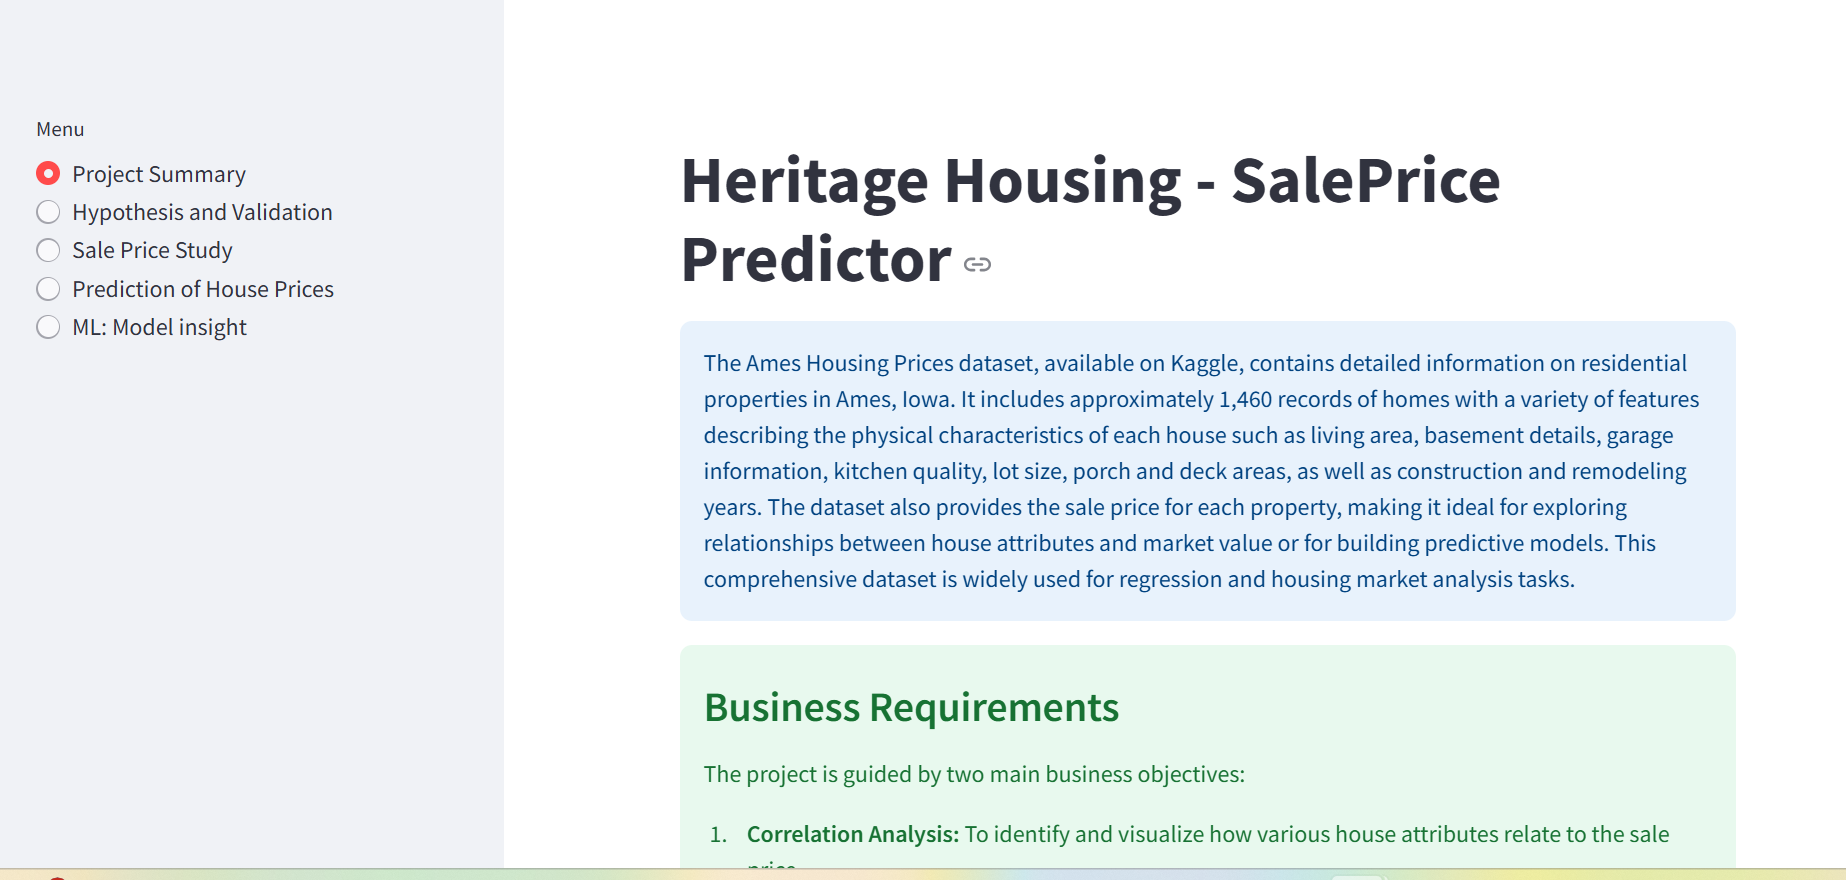 Menu
Project Summary
Hypothesis and Validation
Sale Price Study
Prediction of House Prices
ML: Model insight
Heritage Housing - SalePrice
Predictor
The Ames Housing Prices dataset, available on Kaggle, contains detailed information on residential
properties in Ames, Iowa. It includes approximately 1,460 records of homes with a variety of features
describing the physical characteristics of each house such as living area, basement details, garage
information, kitchen quality, lot size, porch and deck areas, as well as construction and remodeling
years. The dataset also provides the sale price for each property, making it ideal for exploring
relationships between house attributes and market value or for building predictive models. This
comprehensive dataset is widely used for regression and housing market analysis tasks.
Business Requirements
The project is guided by two main business objectives:
1. Correlation Analysis: To identify and visualize how various house attributes relate to the sale